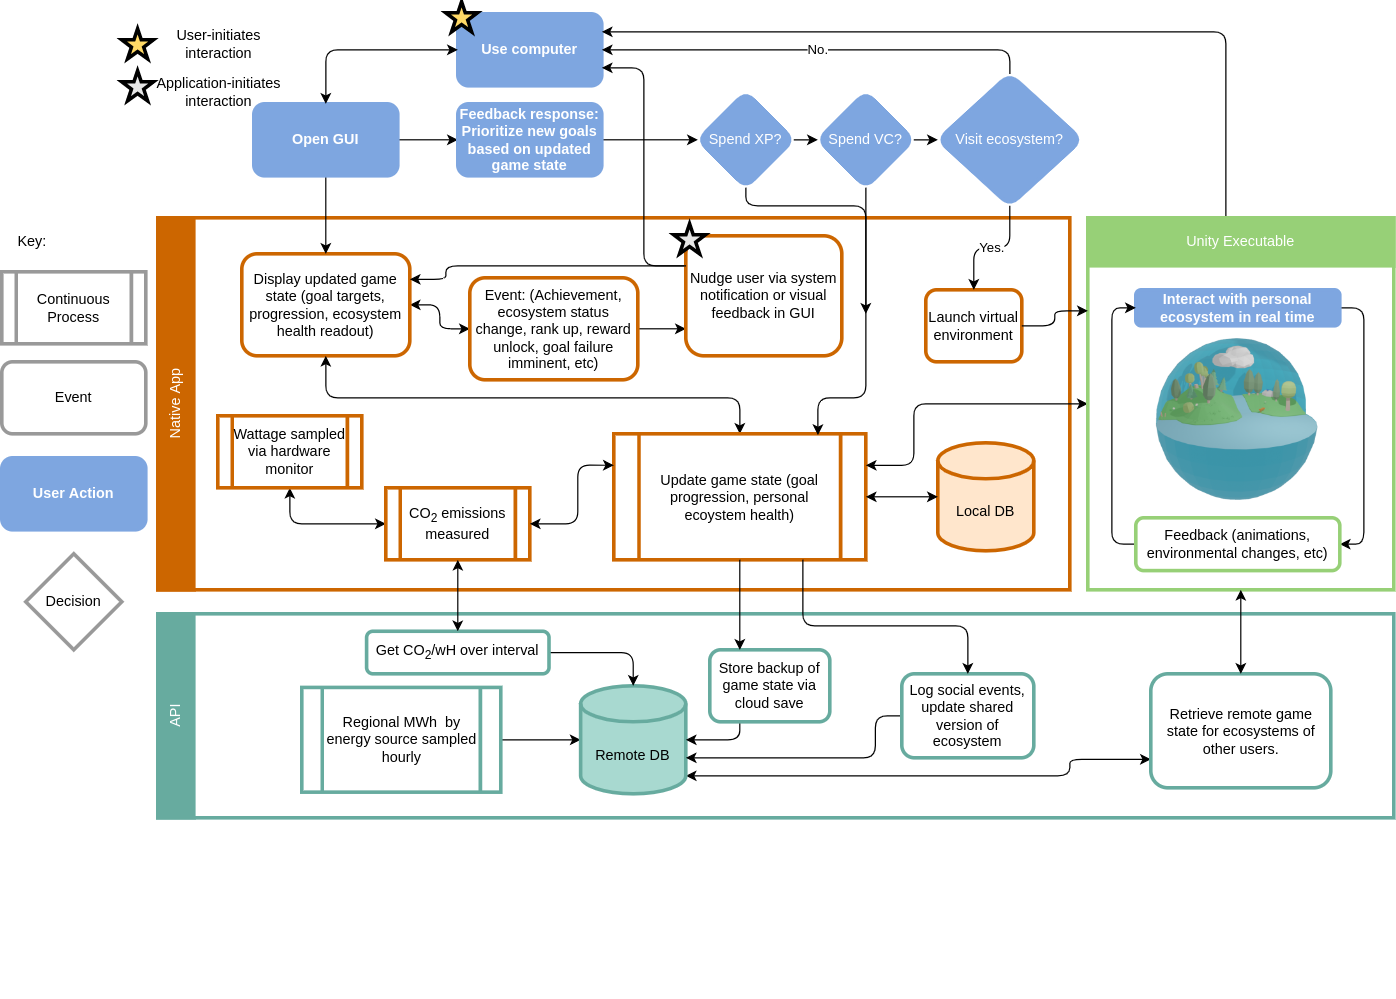 User-initiates
interaction
Application-initiates
interaction
Use computer
No.
Open GUI
Feedback response:
Prioritize new goals
based on updated
game state
Spend XP?
Spend VC?
Visit ecosystem?
Key:
Continuous
Process
Event
User Action
Decision
Native App
Display updated game
state (goal targets,
progression, ecosystem
health readout)
Event: (Achievement,
ecosystem status
change, rank up, reward
unlock, goal failure
imminent, etc)
Nudge user via system
notification or visual
feedback in GUI
Yes.
Launch virtual
environment
Wattage sampled
via hardware
monitor
CO2 emissions
measured
Update game state (goal
progression, personal
ecoystem health)
Local DB
Unity Executable
Interact with personal
ecosystem in real time
Feedback (animations,
environmental changes, etc)
API
Get CO2/wH over interval
Regional MWh by
energy source sampled
hourly
Remote DB
Store backup of
game state via
cloud save
Log social events,
update shared
version of
ecosystem
Retrieve remote game
state for ecosystems of
other users.